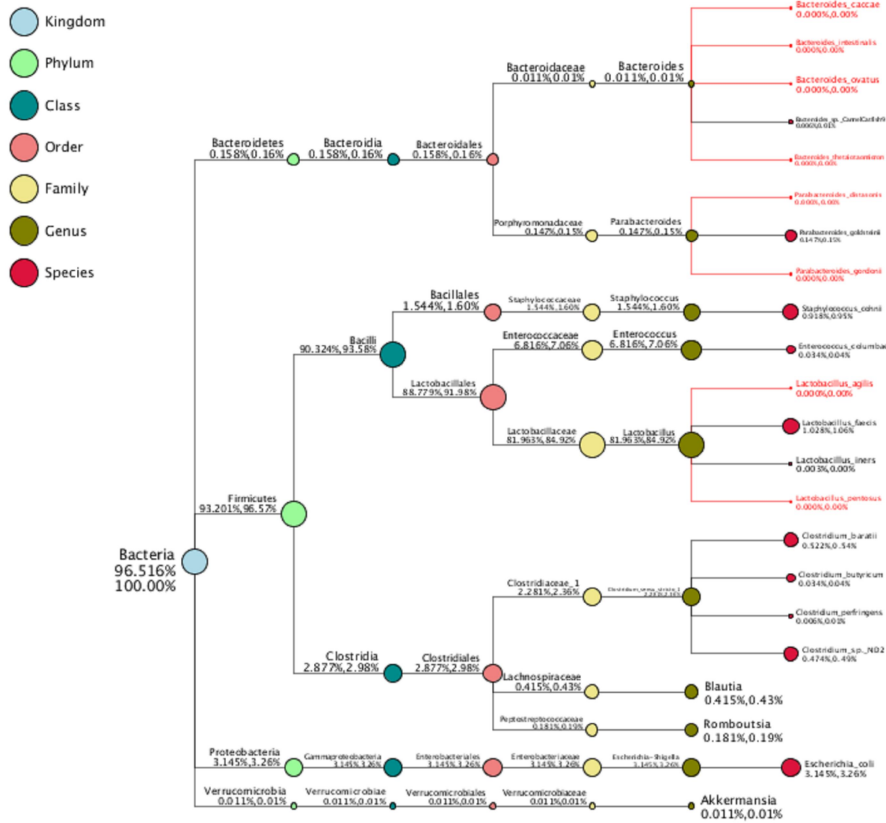 Kingdom
Phylum
Class
Order
Family
Genus
Species
Bacteroides_caccae
0.000%,0.00%
Bacteroides_intestinalis
0.000%,0.00%
Bacteroidaceae
0.011%,0.01%
Bacteroides
0.011%,0.01%
Bacteroides_ovatus
0.000%,0.00%
Bacteroidetes
0.158%,0.16%
Bacteroidia
0.158%,0.16%
Bacteroidales
0.158%,0.16%
0.000%,0.00%
Porphyromonadaceae
0.147%,0.15%
Parabacteroides
0.147%,0.15%
Parabacteroides_distasonis
0.000%,0.00%
Parabacteroides_goldsteinii
0.147%,0.15%
Parabacteroides_gordonii
0.000%,0.00%
Bacillales
1.544%,1.60%
Staphylococcaceae
1.544%,1.60%
Staphylococcus
1.544%,1.60%
Staphylococcus_cohnii
0.918%,0.95%
Bacilli
90.324%,93.58%
Enterococcaceae
6.816%,7.06%
Enterococcus
6.816%,7.06%
Enterococcus_columbae
0.034%,0.04%
Lactobacillales
88.779%,91.98%
Lactobacillaceae
81.963%,84.92%
Lactobacillus
81.963%,84.92%
Lactobacillus_agilis
0.000%,0.00%
Lactobacillus_faecis
1.028%,1.06%
Lactobacillus_iners
0.003%,0.00%
Lactobacillus_pentosus
0.000%,0.00%
Firmicutes
93.201%,96.57%
Bacteria
96.516%
100.00%
Clostridium_baratii
0.522%,0.54%
Clostridiaceae_1
2.281%,2.36%
Clostridium_butyricum
0.034%,0.04%
Clostridium_perfringens
0.006%,0.01%
Clostridium_sp._ND2
0.474%,0.49%
Clostridia
2.877%,2.98%
Clostridiales
2.877%,2.98%
Lachnospiraceae
0.415%,0.43%
Blautia
0.415%,0.43%
Peptostreptococcaceae
0.181%,0.19%
Romboutsia
0.181%,0.19%
Proteobacteria
3.145%,3.26%
Gammaproteobacteria
3.145%,3.26%
Enterobacteriales
3.145%,3.26%
Enterobacteriaceae
3.145%,3.26%
Escherichia-Shigella
3.145%,3.26%
Escherichia_coli
3.145%,3.26%
Verrucomicrobia
0.011%,0.01%
Verrucomicrobiae
0.011%,0.01%
Verrucomicrobiales
0.011%,0.01%
Verrucomicrobiaceae
0.011%,0.01%
Akkermansia
0.011%,0.01%